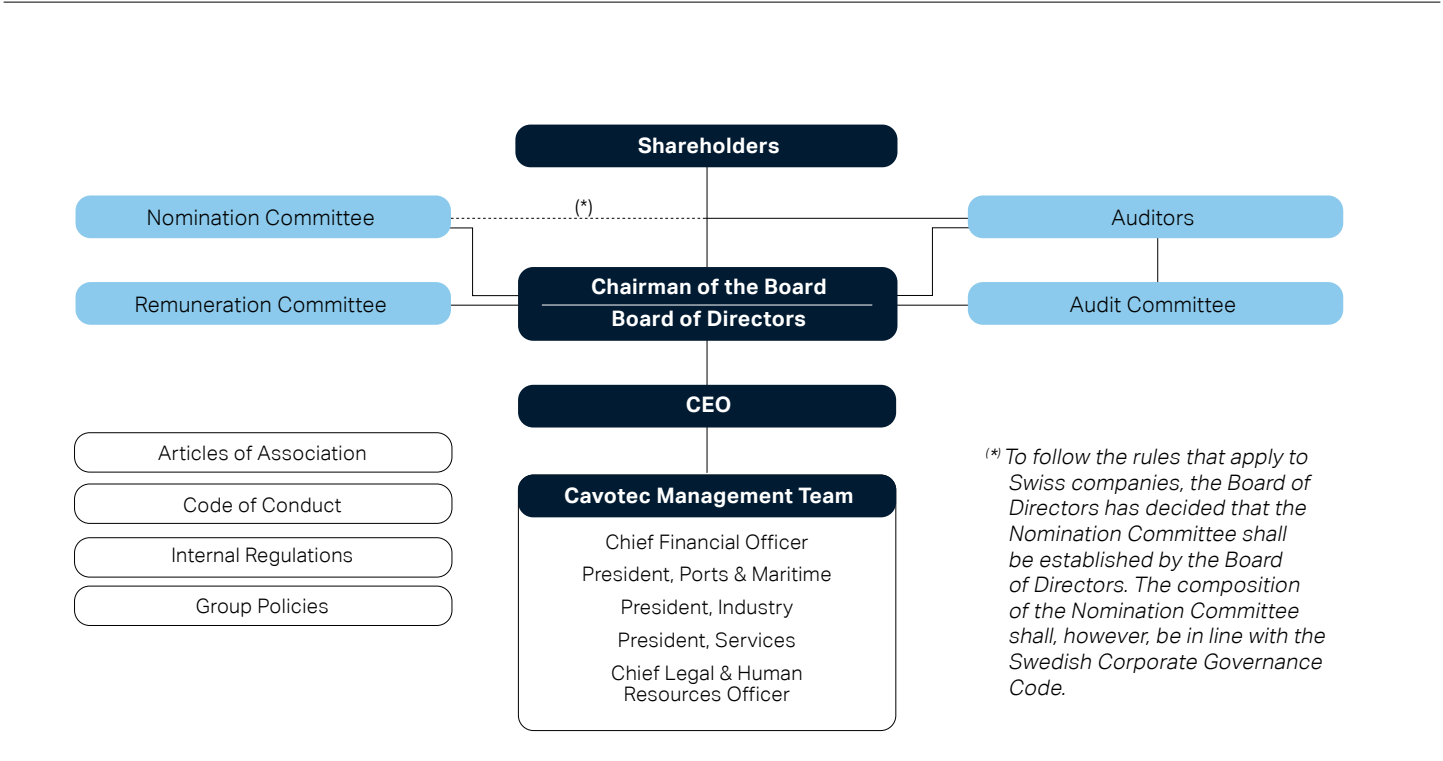 Shareholders
Nomination Committee
(*)
Auditors
Chairman of the Board
Board of Directors
Remuneration Committee
Audit Committee
CEO
Articles of Association
Code of Conduct
Internal Regulations
Group Policies
Cavotec Management Team
Chief Financial Officer
President, Ports & Maritime
President, Industry
President, Services
Chief Legal & Human
Resources Officer
(*) To follow the rules that apply to
Swiss companies, the Board of
Directors has decided that the
Nomination Committee shall
be established by the Board
of Directors. The composition
of the Nomination Committee
shall, however, be in line with the
Swedish Corporate Governance
Code.